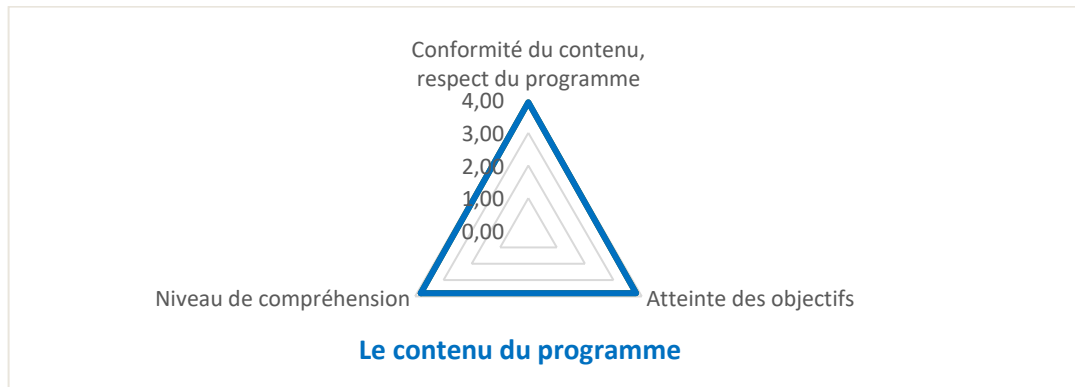 Conformité du contenu,
respect du programme
4,00
3,00
2,00
1,00
0,00
Niveau de compréhension
Atteinte des objectifs
Le contenu du programme